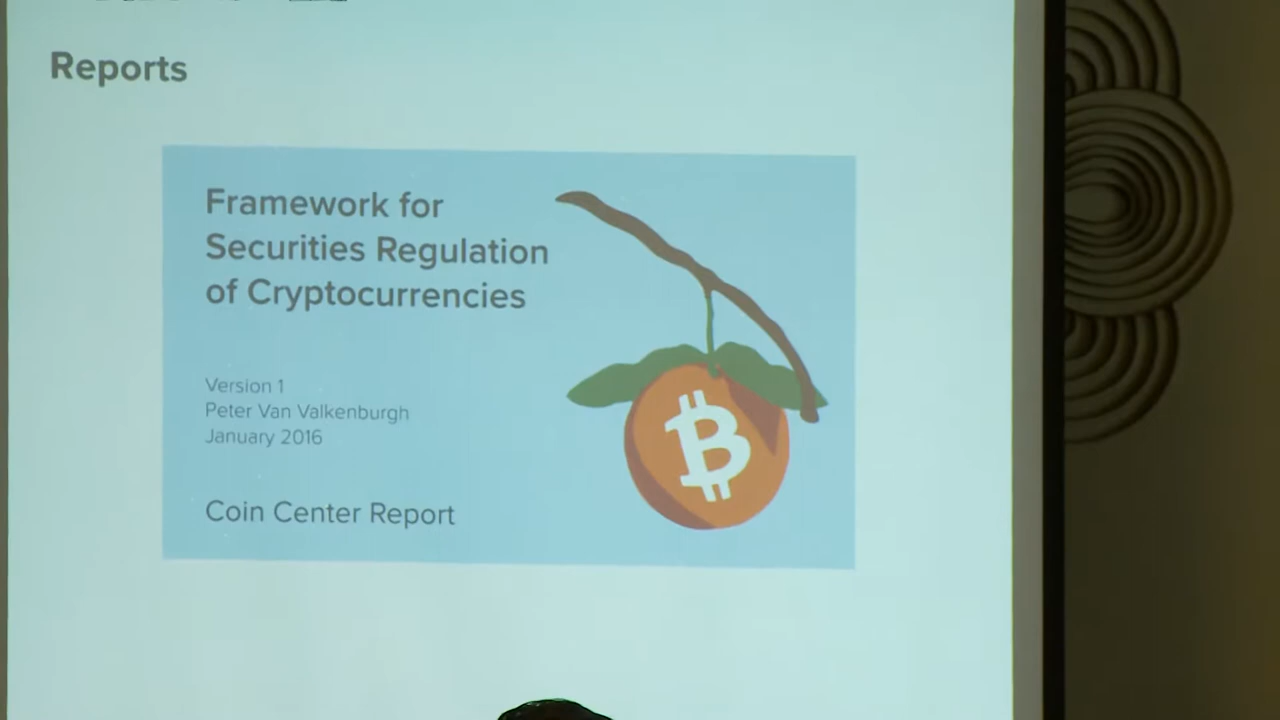 Reports
Framework for
Securities Regulation
of Cryptocurrencies
Version 1
Peter Van Valkenburgh
January 2016
Coin Center Report